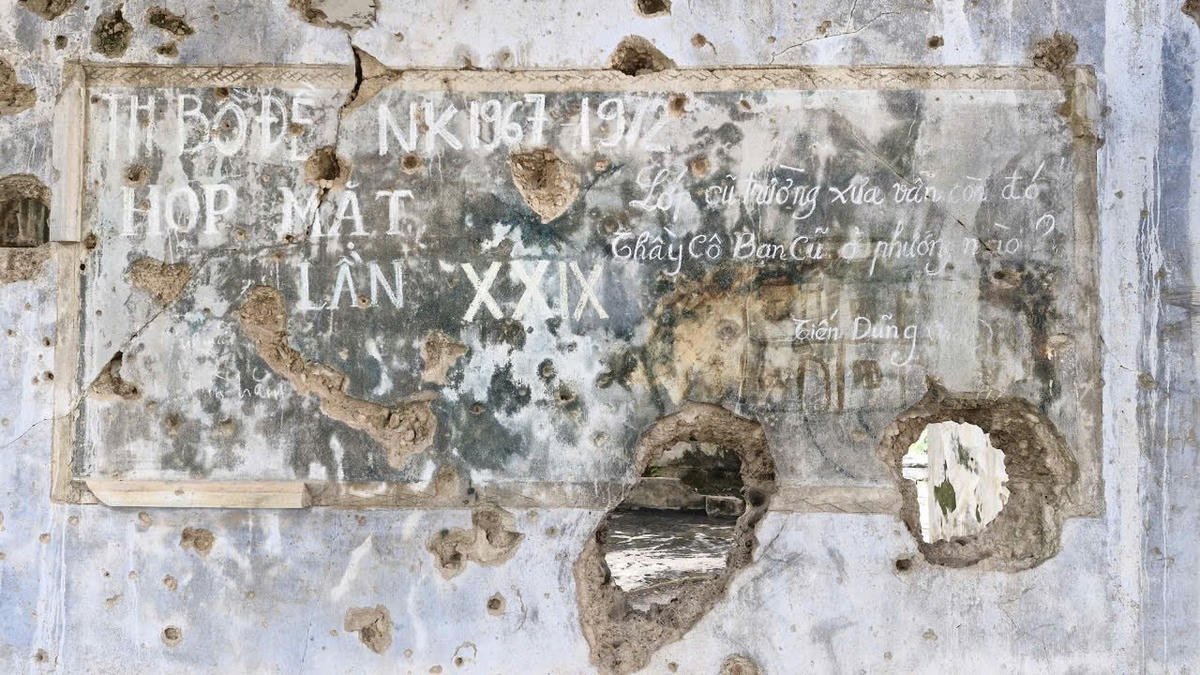 TH BỒ ĐỀ NK 1967-1972
HỌP MẶT
LẦN XXIX
Lớp cũ trường xưa vẫn còn đó
Thầy Cô Bạn Cũ ở phương nào?
Tiến Dũng